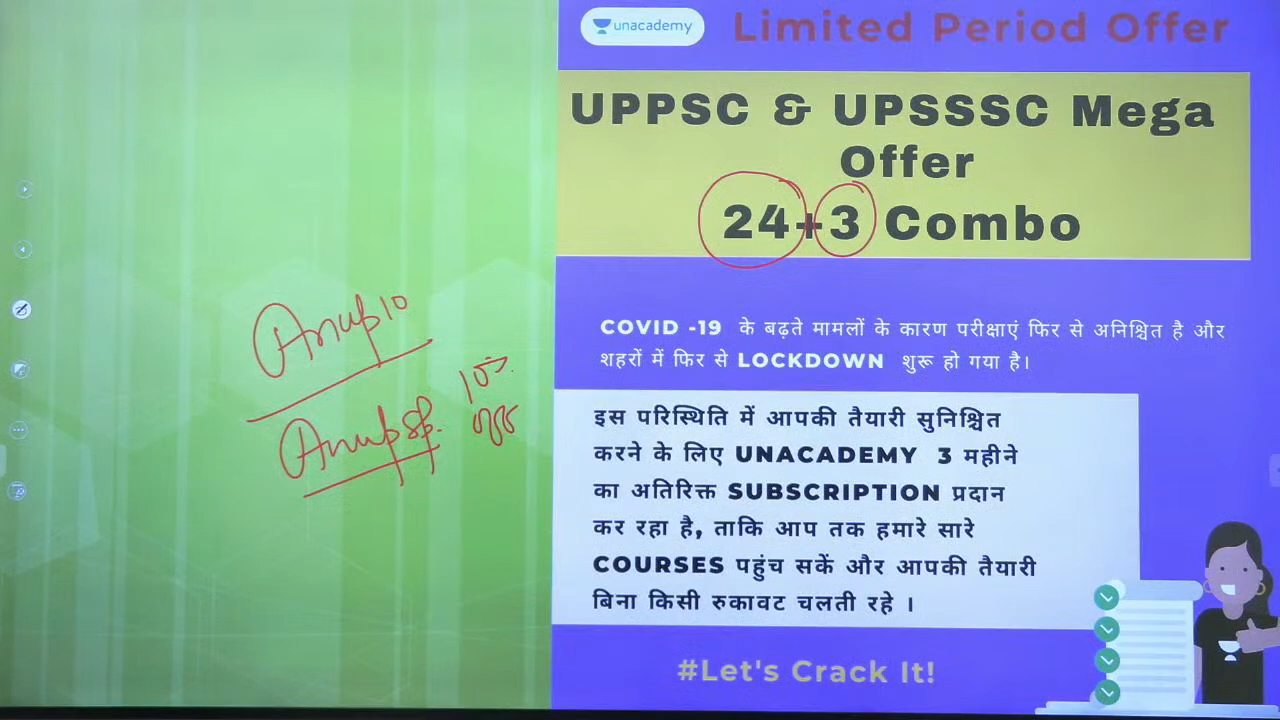 unacademy
Limited Period Offer
UPPSC & UPSSSC Mega
Offer
24+3 Combo
COVID -19 के बढ़ते मामलों के कारण परीक्षाएं फिर से अनिश्चित है और
शहरों में फिर से LOCKDOWN शुरू हो गया है।
इस परिस्थिति में आपकी तैयारी सुनिश्चित
करने के लिए UNACADEMY 3 महीने
का अतिरिक्त SUBSCRIPTION प्रदान
कर रहा है, ताकि आप तक हमारे सारे
COURSES पहुंच सकें और आपकी तैयारी
बिना किसी रुकावट चलती रहे ।
#Let's Crack It!
Anup10
Anupsp.